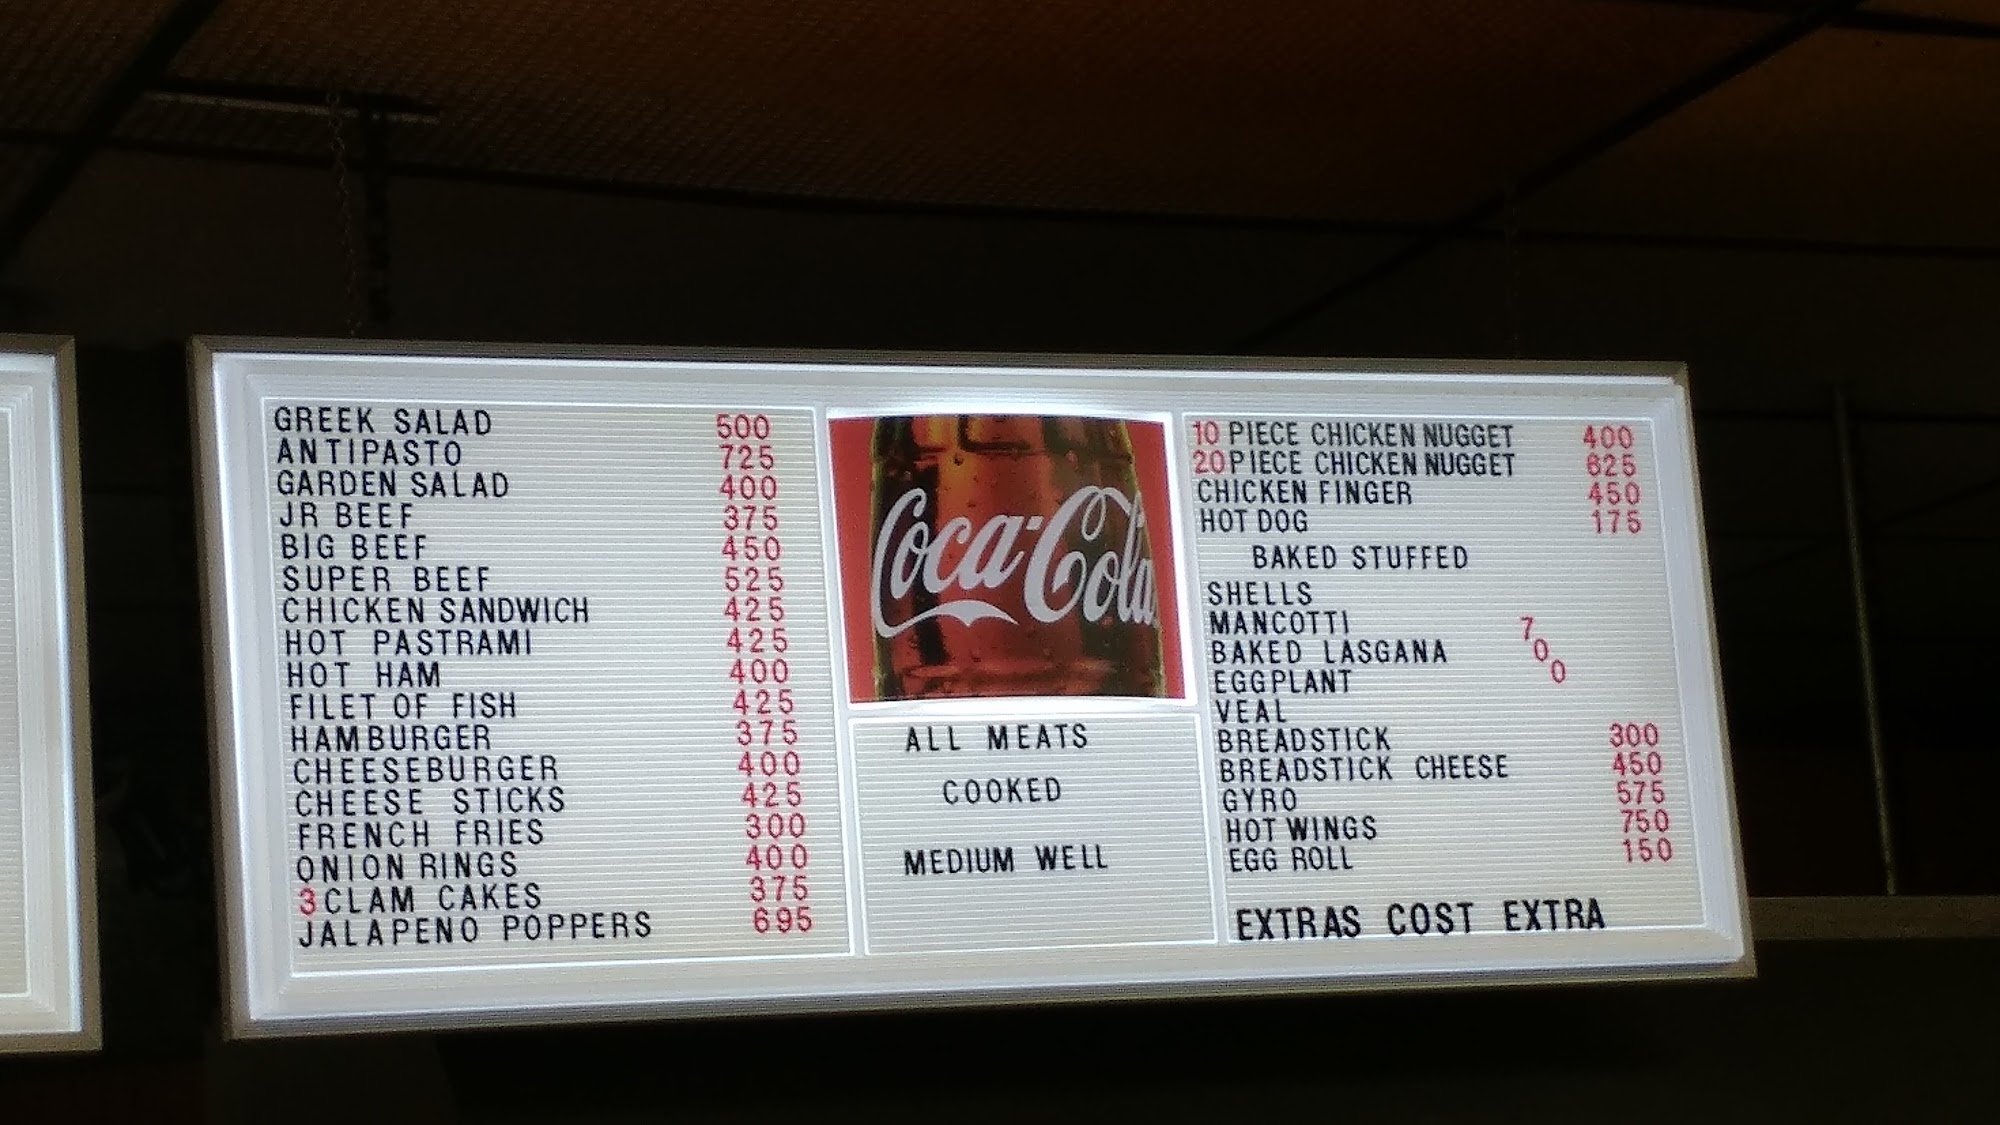 GREEK SALAD 500
ANTIPASTO 725
GARDEN SALAD 400
JR BEEF 375
BIG BEEF 450
SUPER BEEF 525
CHICKEN SANDWICH 425
HOT PASTRAMI 425
HOT HAM 400
FILET OF FISH 425
HAMBURGER 375
CHEESEBURGER 400
CHEESE STICKS 425
FRENCH FRIES 300
ONION RINGS 400
3 CLAM CAKES 375
JALAPENO POPPERS 695
Coca-Cola
ALL MEATS
COOKED
MEDIUM WELL
10 PIECE CHICKEN NUGGET 400
20 PIECE CHICKEN NUGGET 625
CHICKEN FINGER 450
HOT DOG 175
BAKED STUFFED
SHELLS
MANCOTTI
BAKED LASGANA 700
EGGPLANT
VEAL
BREADSTICK 300
BREADSTICK CHEESE 450
GYRO 575
HOT WINGS 750
EGG ROLL 150
EXTRAS COST EXTRA